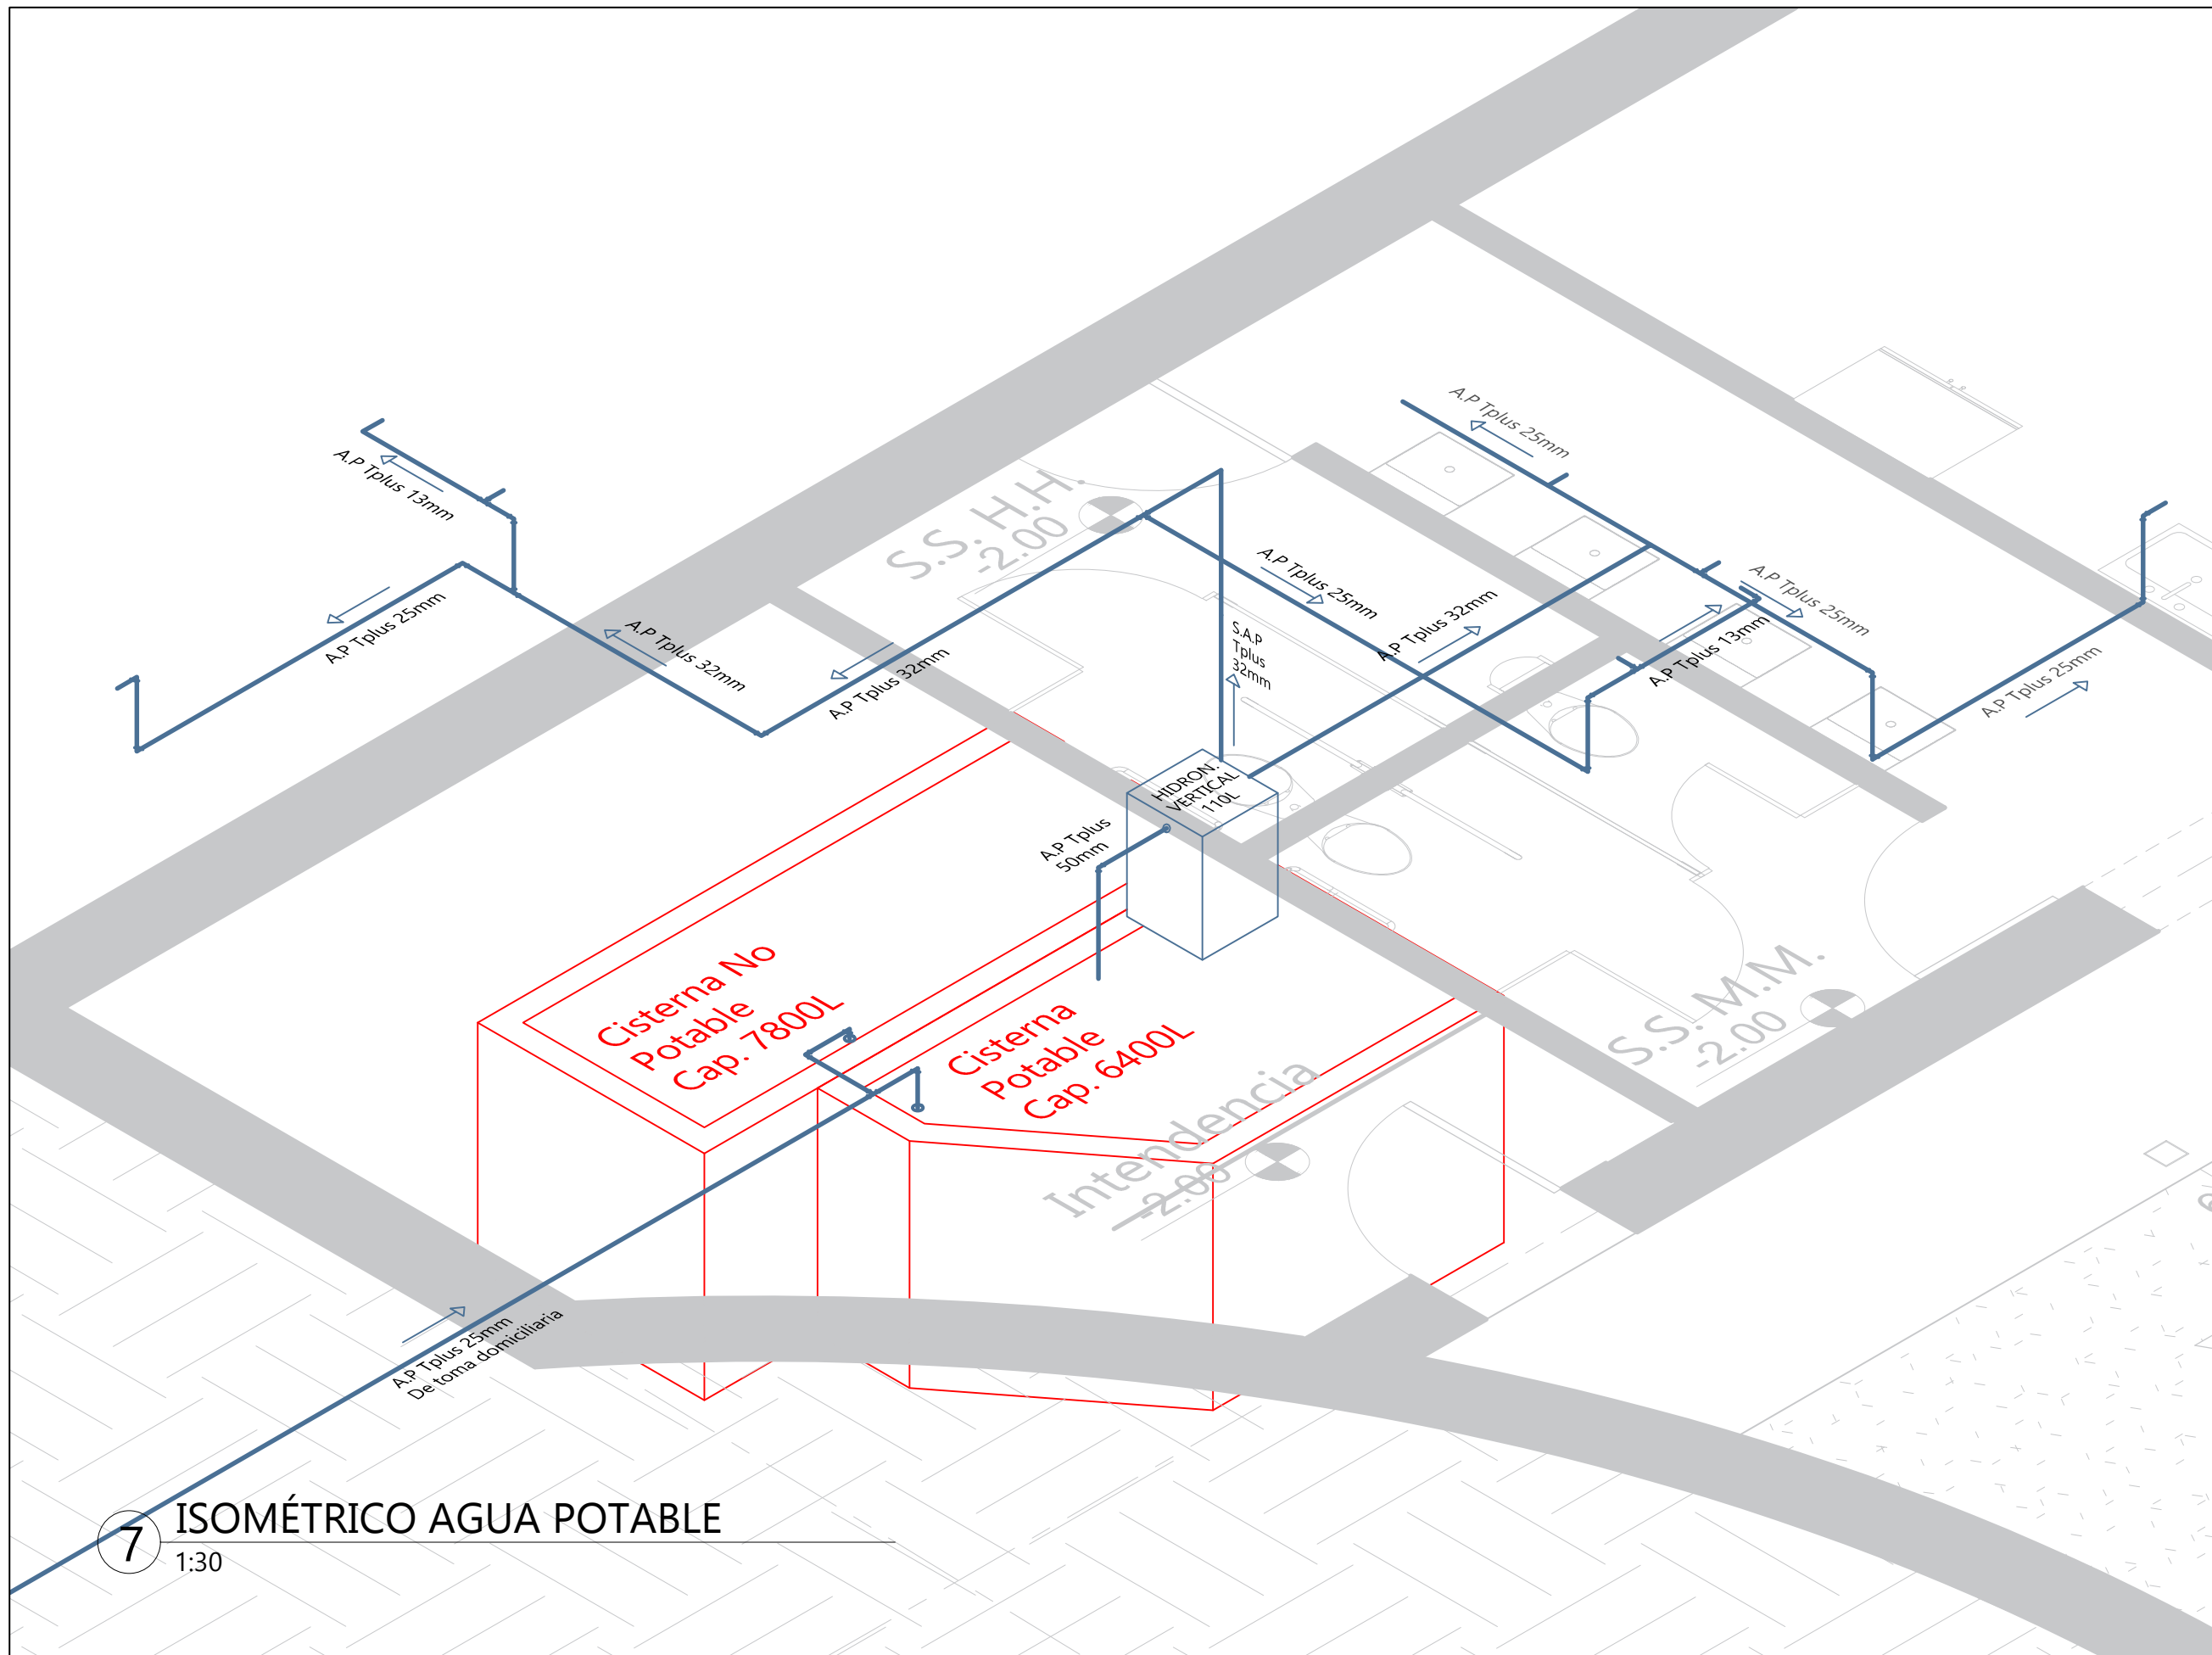 A.P Tplus 25mm
A.P Tplus 13mm
S.S. H.H.
-2.00
A.P Tplus 25mm
A.P Tplus 32mm
A.P Tplus 25mm
A.P Tplus 25mm
A.P Tplus 32mm
A.P Tplus 32mm
S.A.P
Tplus
32mm
A.P Tplus 13mm
A.P Tplus 25mm
HIDRON.
VERTICAL
110L
A.P Tplus
50mm
Cisterna No
Potable
Cap. 7800L
Cisterna
Potable
Cap. 6400L
S.S. M.M.
-2.00
Intendencia
-2.00
A.P Tplus 25mm
De toma domiciliaria
7
ISOMÉTRICO AGUA POTABLE
1:30